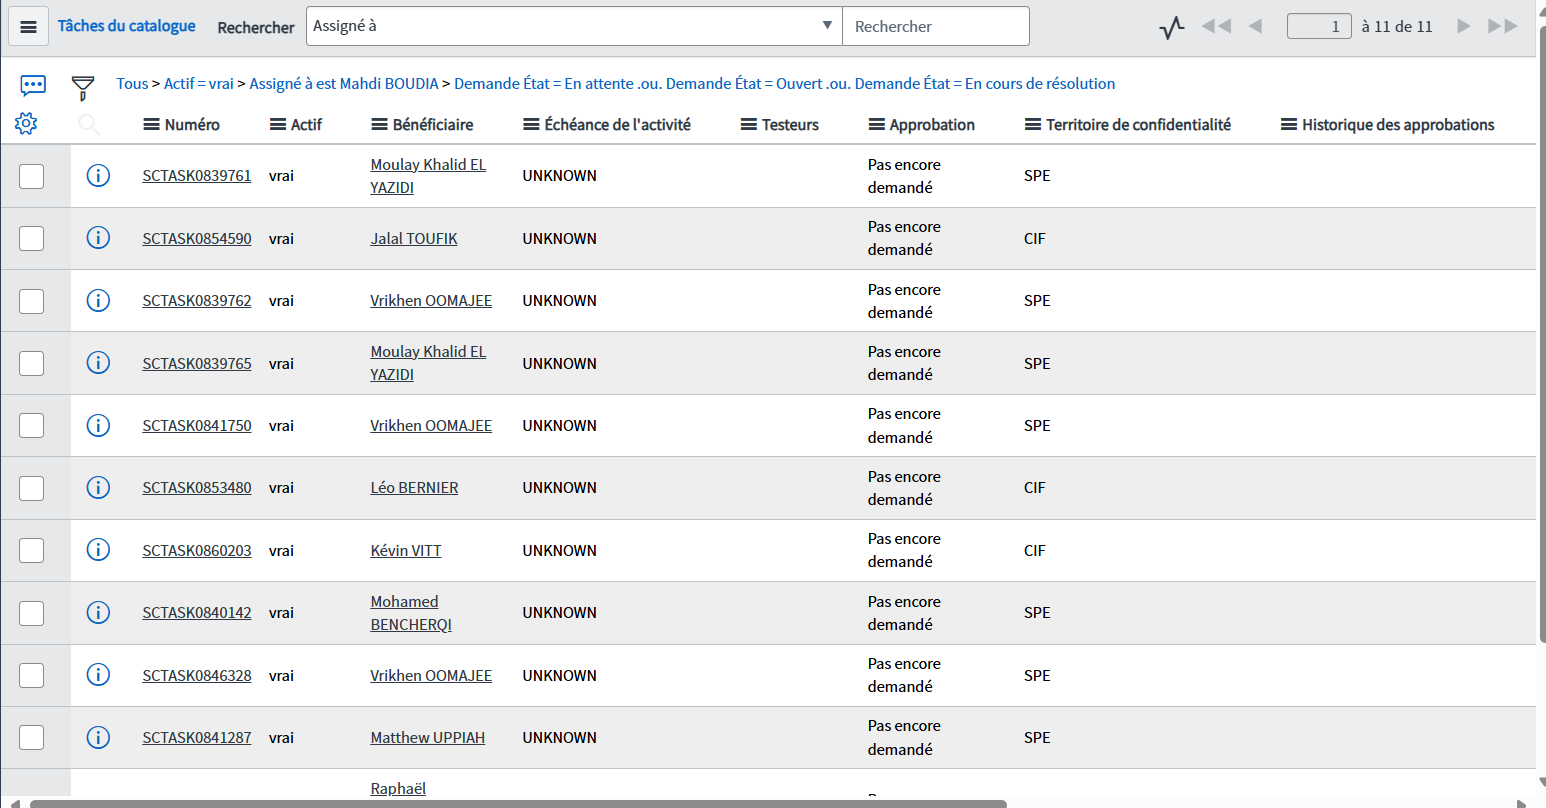 Tâches du catalogue Rechercher Assigné à Rechercher 1 à 11 de 11
Tous > Actif = vrai > Assigné à est Mahdi BOUDIA > Demande État = En attente .ou. Demande État = Ouvert .ou. Demande État = En cours de résolution
Numéro Actif Bénéficiaire Échéance de l'activité Testeurs Approbation Territoire de confidentialité Historique des approbations
SCTASK0839761 vrai Moulay Khalid EL YAZIDI UNKNOWN Pas encore demandé SPE
SCTASK0854590 vrai Jalal TOUFIK UNKNOWN Pas encore demandé CIF
SCTASK0839762 vrai Vrikhen OOMAJEE UNKNOWN Pas encore demandé SPE
SCTASK0839765 vrai Moulay Khalid EL YAZIDI UNKNOWN Pas encore demandé SPE
SCTASK0841750 vrai Vrikhen OOMAJEE UNKNOWN Pas encore demandé SPE
SCTASK0853480 vrai Léo BERNIER UNKNOWN Pas encore demandé CIF
SCTASK0860203 vrai Kévin VITT UNKNOWN Pas encore demandé CIF
SCTASK0840142 vrai Mohamed BENCHERQI UNKNOWN Pas encore demandé SPE
SCTASK0846328 vrai Vrikhen OOMAJEE UNKNOWN Pas encore demandé SPE
SCTASK0841287 vrai Matthew UPPIAH UNKNOWN Pas encore demandé SPE
Raphaël